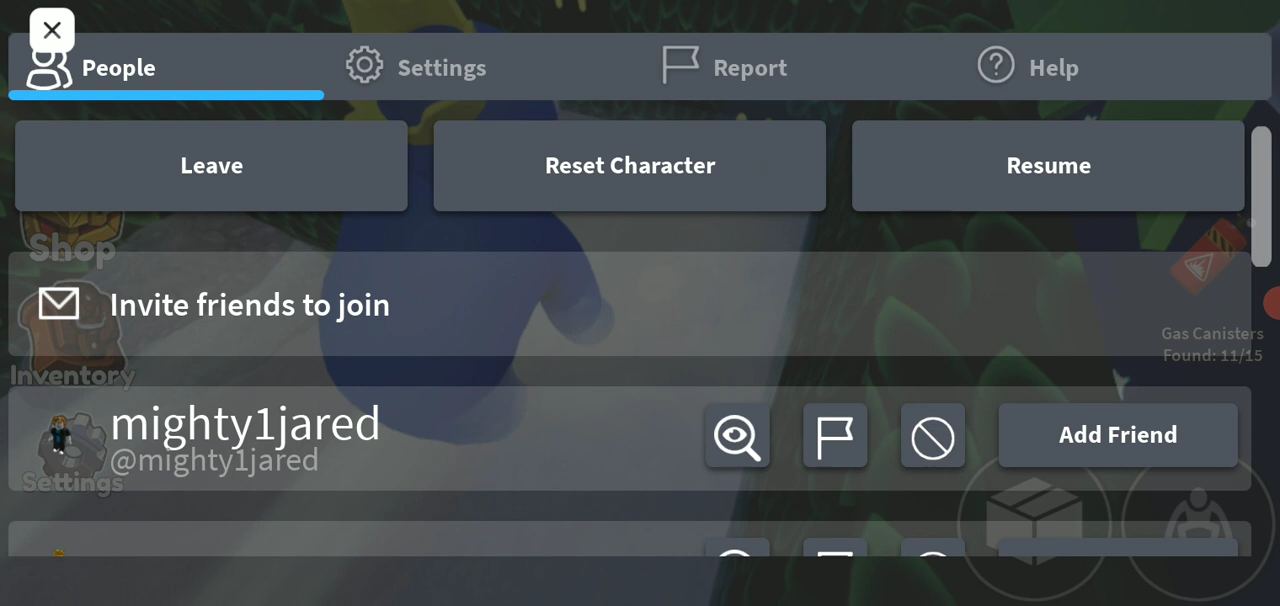 People
Settings
Report
Help
Leave
Reset Character
Resume
Shop
Invite friends to join
Gas Canisters
Found: 11/15
Inventory
mighty1jared
@mighty1jared
Add Friend
Settings